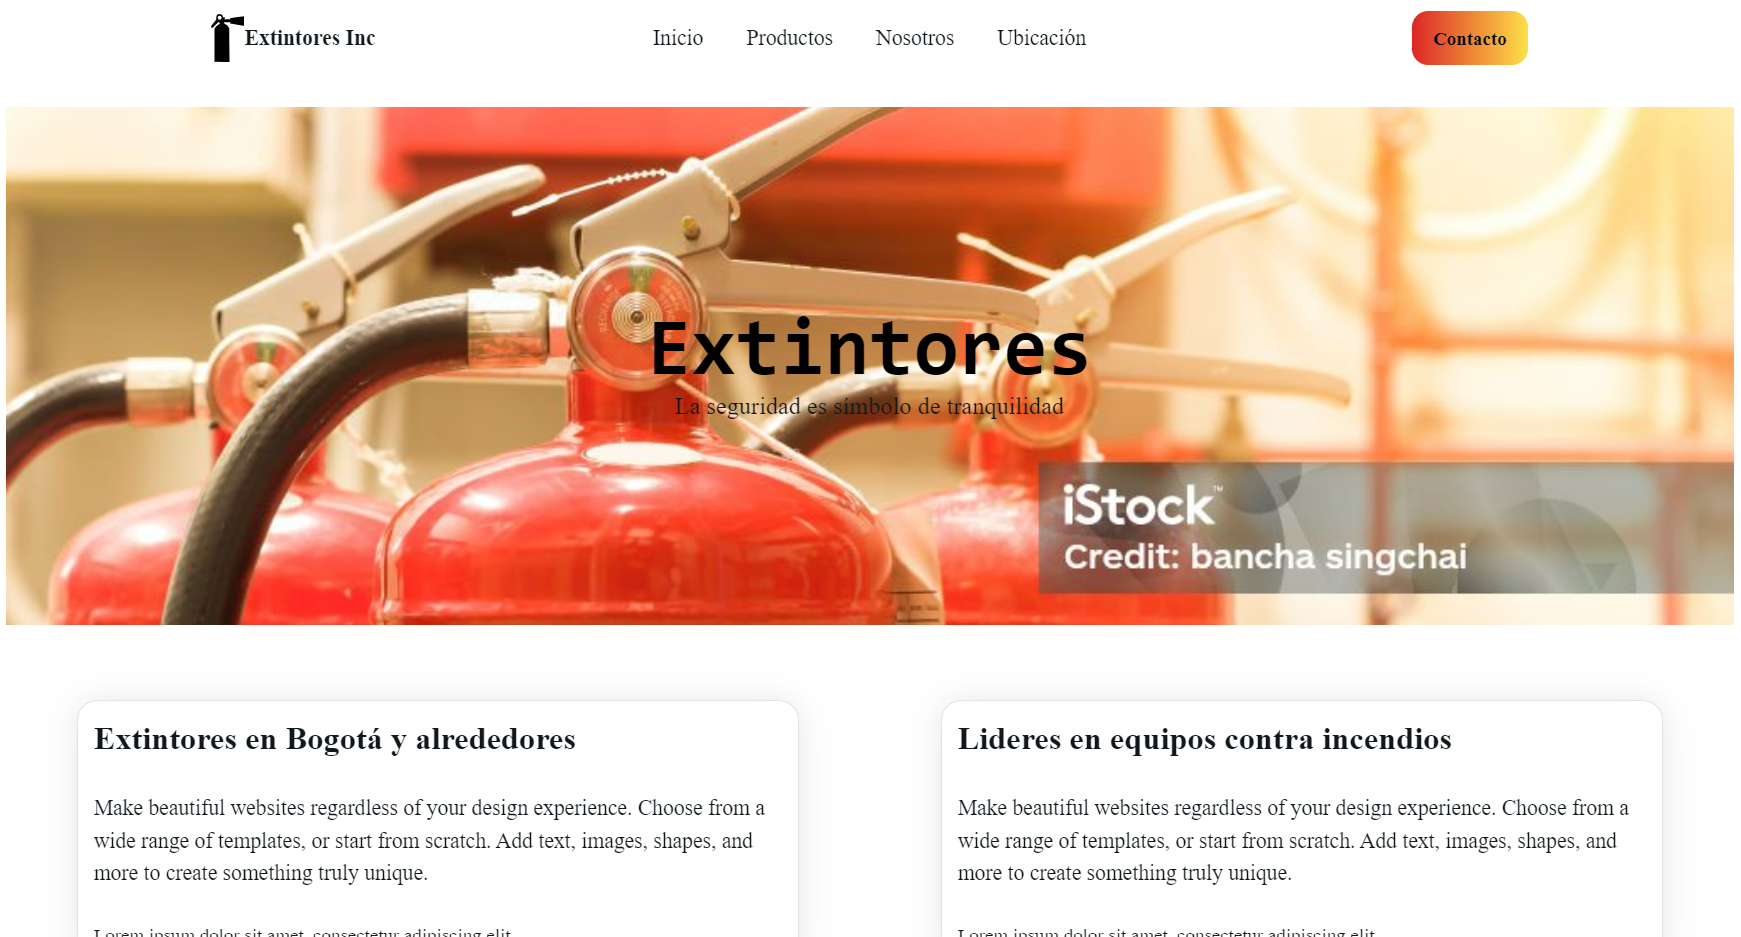 Extintores Inc
Inicio
Productos
Nosotros
Ubicación
Contacto
Extintores
La seguridad es símbolo de tranquilidad
iStock™
Credit: bancha singchai
Extintores en Bogotá y alrededores
Make beautiful websites regardless of your design experience. Choose from a
wide range of templates, or start from scratch. Add text, images, shapes, and
more to create something truly unique.
Lorem ipsum dolor sit amet, consectetur adipiscing elit.
Lideres en equipos contra incendios
Make beautiful websites regardless of your design experience. Choose from a
wide range of templates, or start from scratch. Add text, images, shapes, and
more to create something truly unique.
Lorem ipsum dolor sit amet, consectetur adipiscing elit.